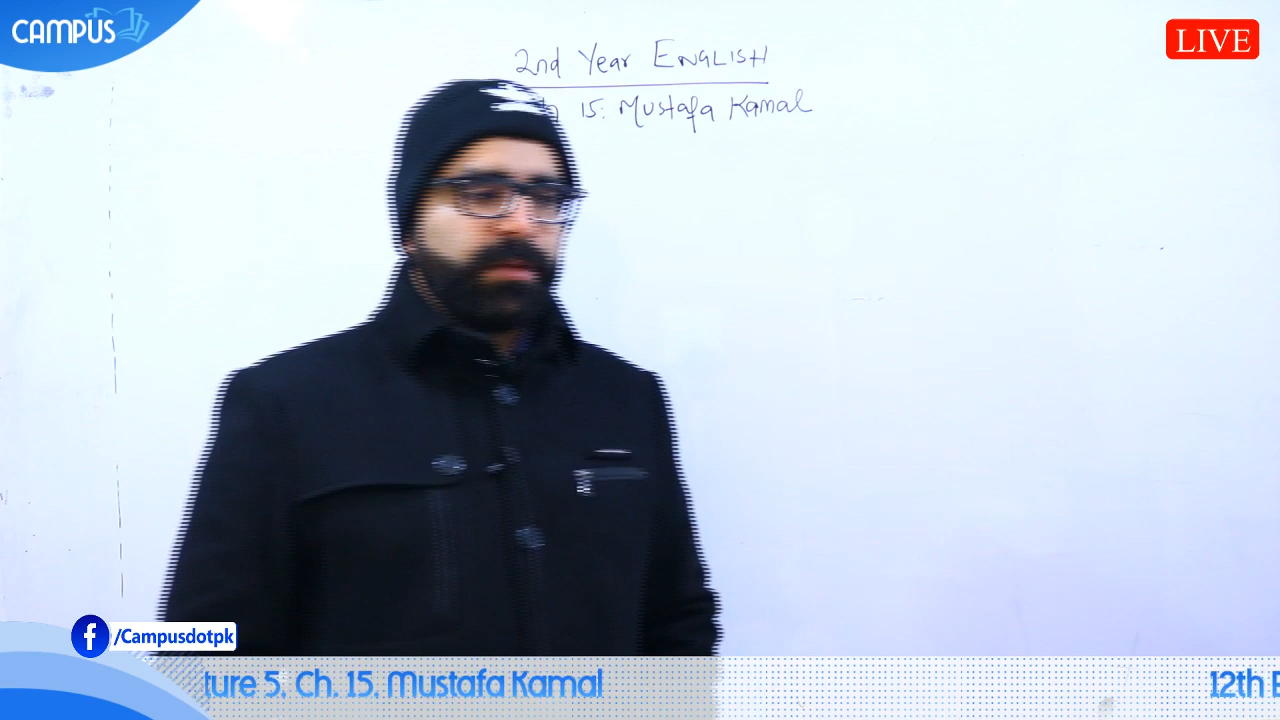 CAMPUS
LIVE
2nd Year ENGLISH
15: Mustafa Kamal
/Campusdotpk
ture 5, Ch. 15, Mustafa Kamal
12th